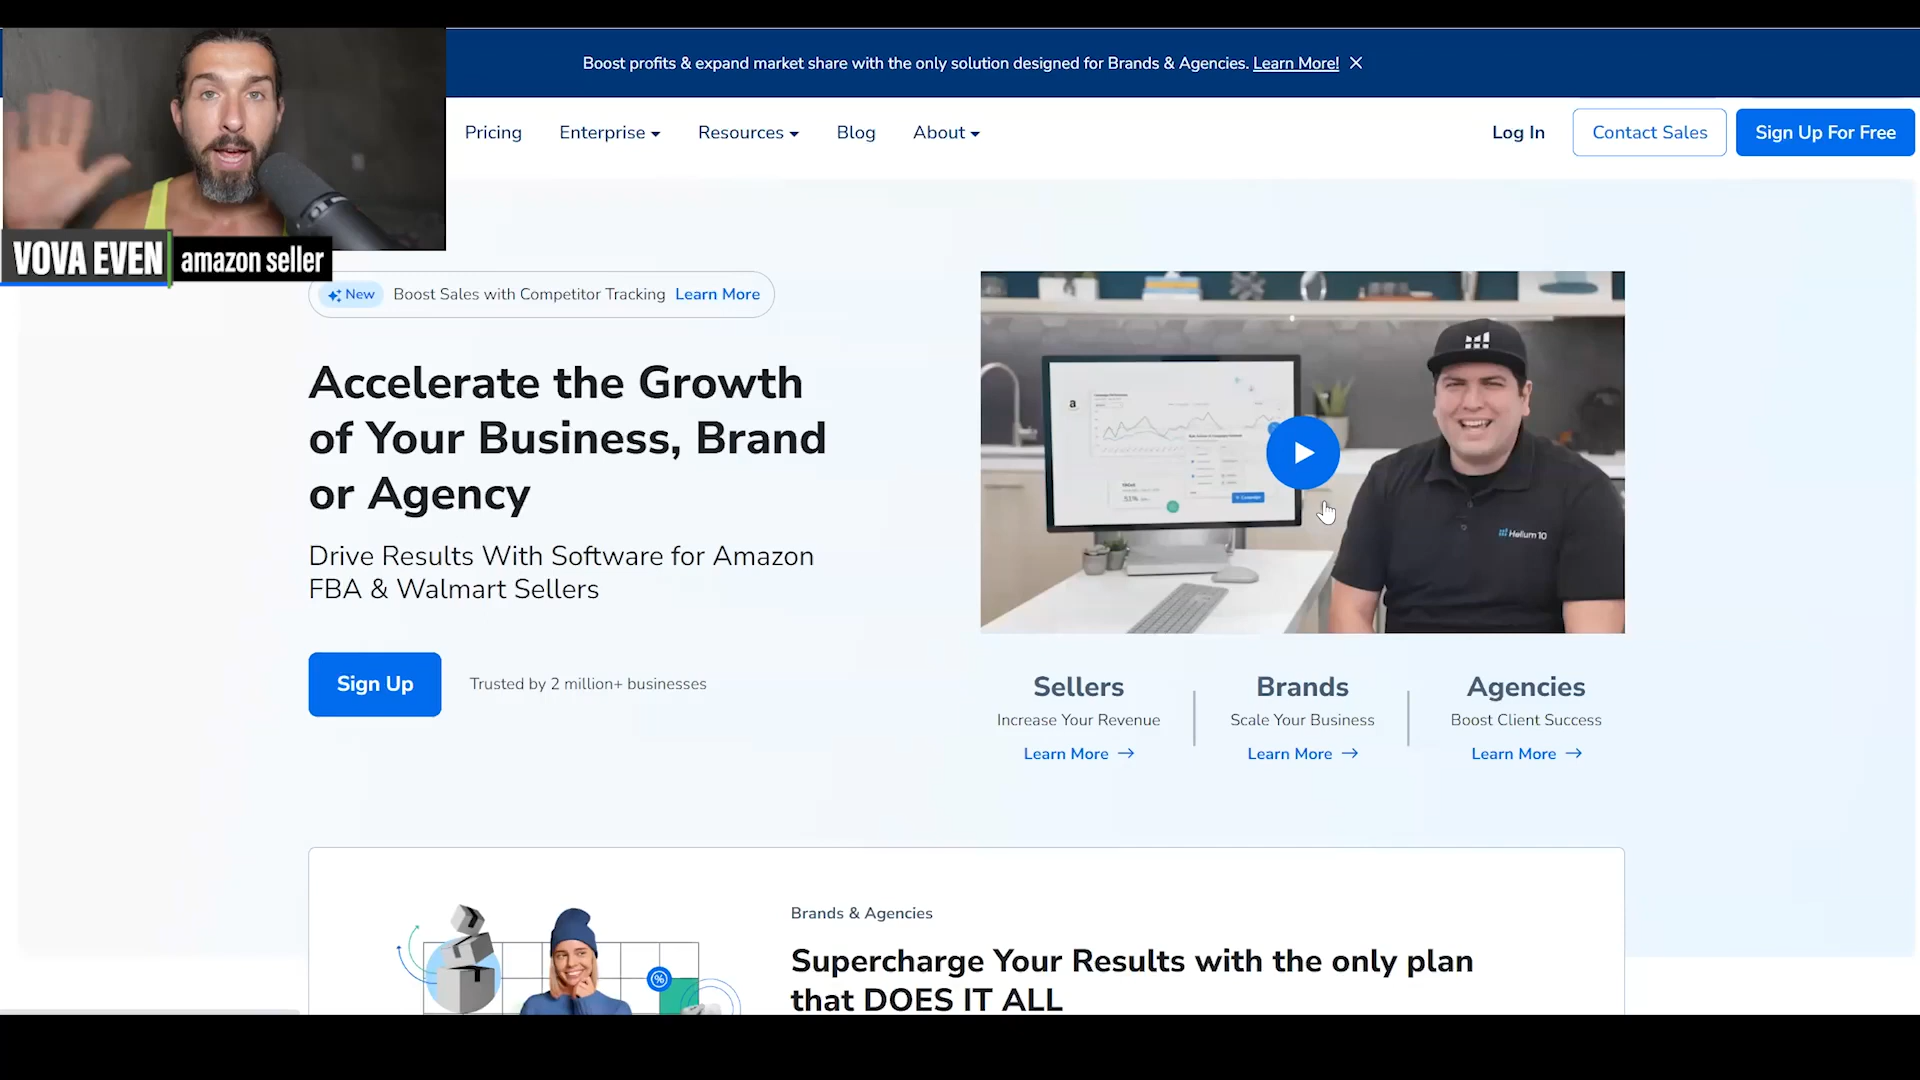 Boost profits & expand market share with the only solution designed for Brands & Agencies. Learn More!
Pricing
Enterprise
Resources
Blog
About
Log In
Contact Sales
Sign Up For Free
VOVA EVEN
amazon seller
New
Boost Sales with Competitor Tracking
Learn More
Accelerate the Growth
of Your Business, Brand
or Agency
Drive Results With Software for Amazon
FBA & Walmart Sellers
Sign Up
Trusted by 2 million+ businesses
a
51%
Helium 10
Sellers
Increase Your Revenue
Learn More
Brands
Scale Your Business
Learn More
Agencies
Boost Client Success
Learn More
%
Brands & Agencies
Supercharge Your Results with the only plan
that DOES IT ALL